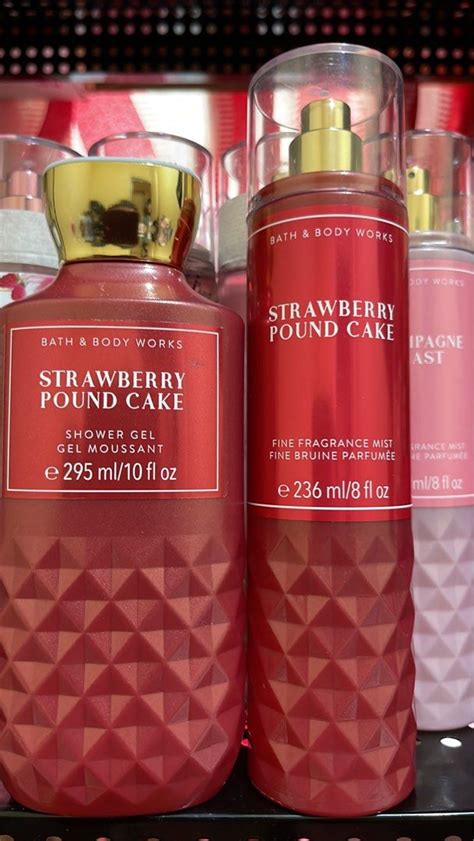 BATH & BODY WORKS
STRAWBERRY
POUND CAKE
SHOWER GEL
GEL MOUSSANT
e 295 ml/10 fl oz
BATH & BODY WORKS
STRAWBERRY
POUND CAKE
FINE FRAGRANCE MIST
FINE BRUINE PARFUMÉE
e 236 ml/8 fl oz
DY WORKS
MPAGNE
AST
GRANCE MIST
PARFUMÉE
ml/8 fl oz